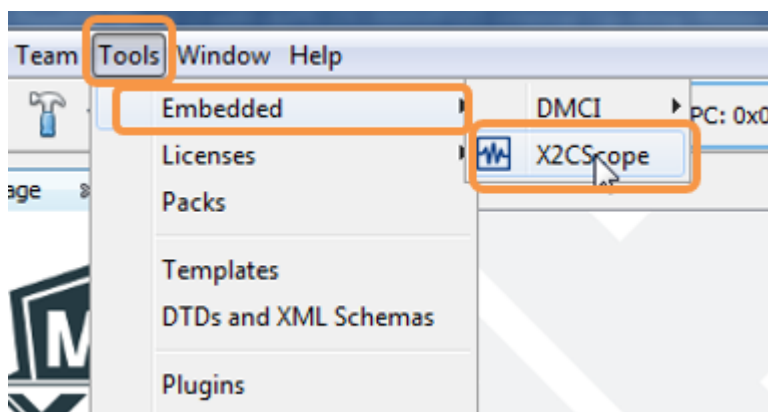 Team Tools Window Help
Embedded
DMCI
PC: 0x0
Licenses
X2CScope
age
Packs
Templates
DTDs and XML Schemas
M
Plugins
X